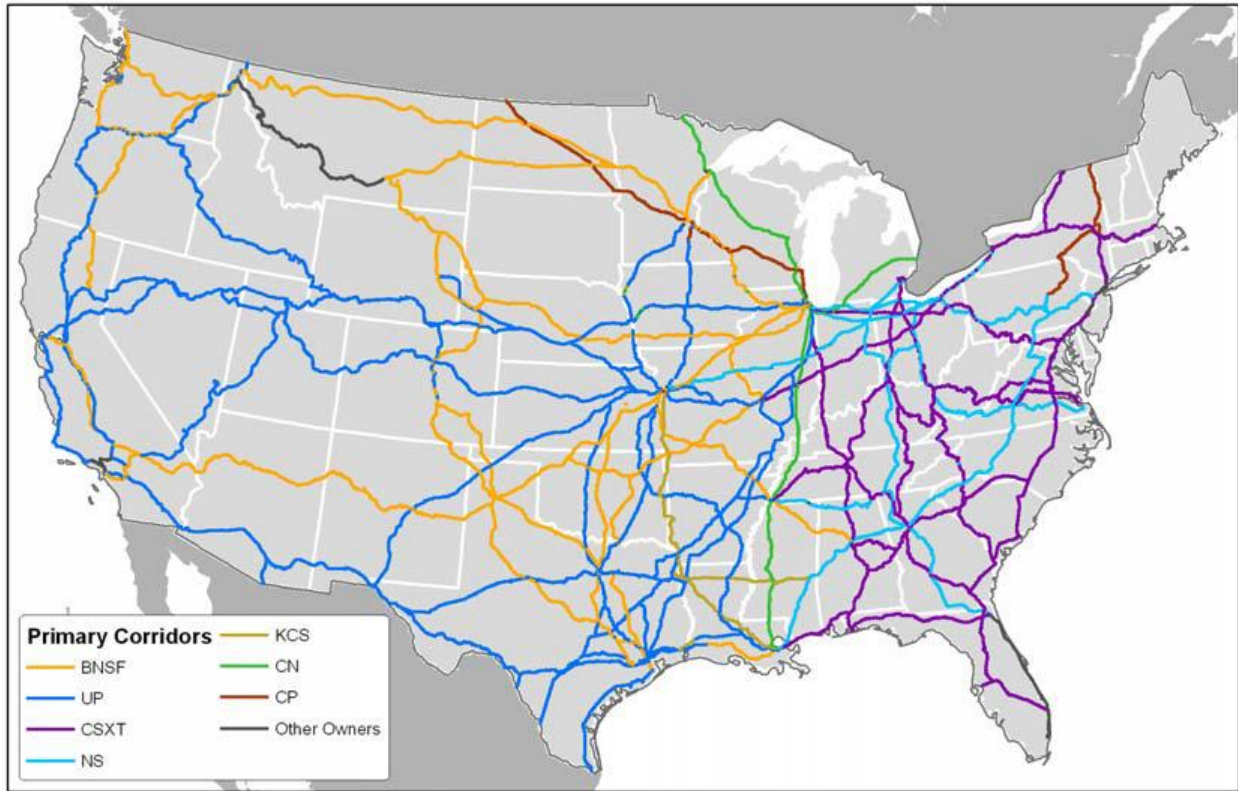 Primary Corridors
BNSF
UP
CSXT
NS
KCS
CN
CP
Other Owners